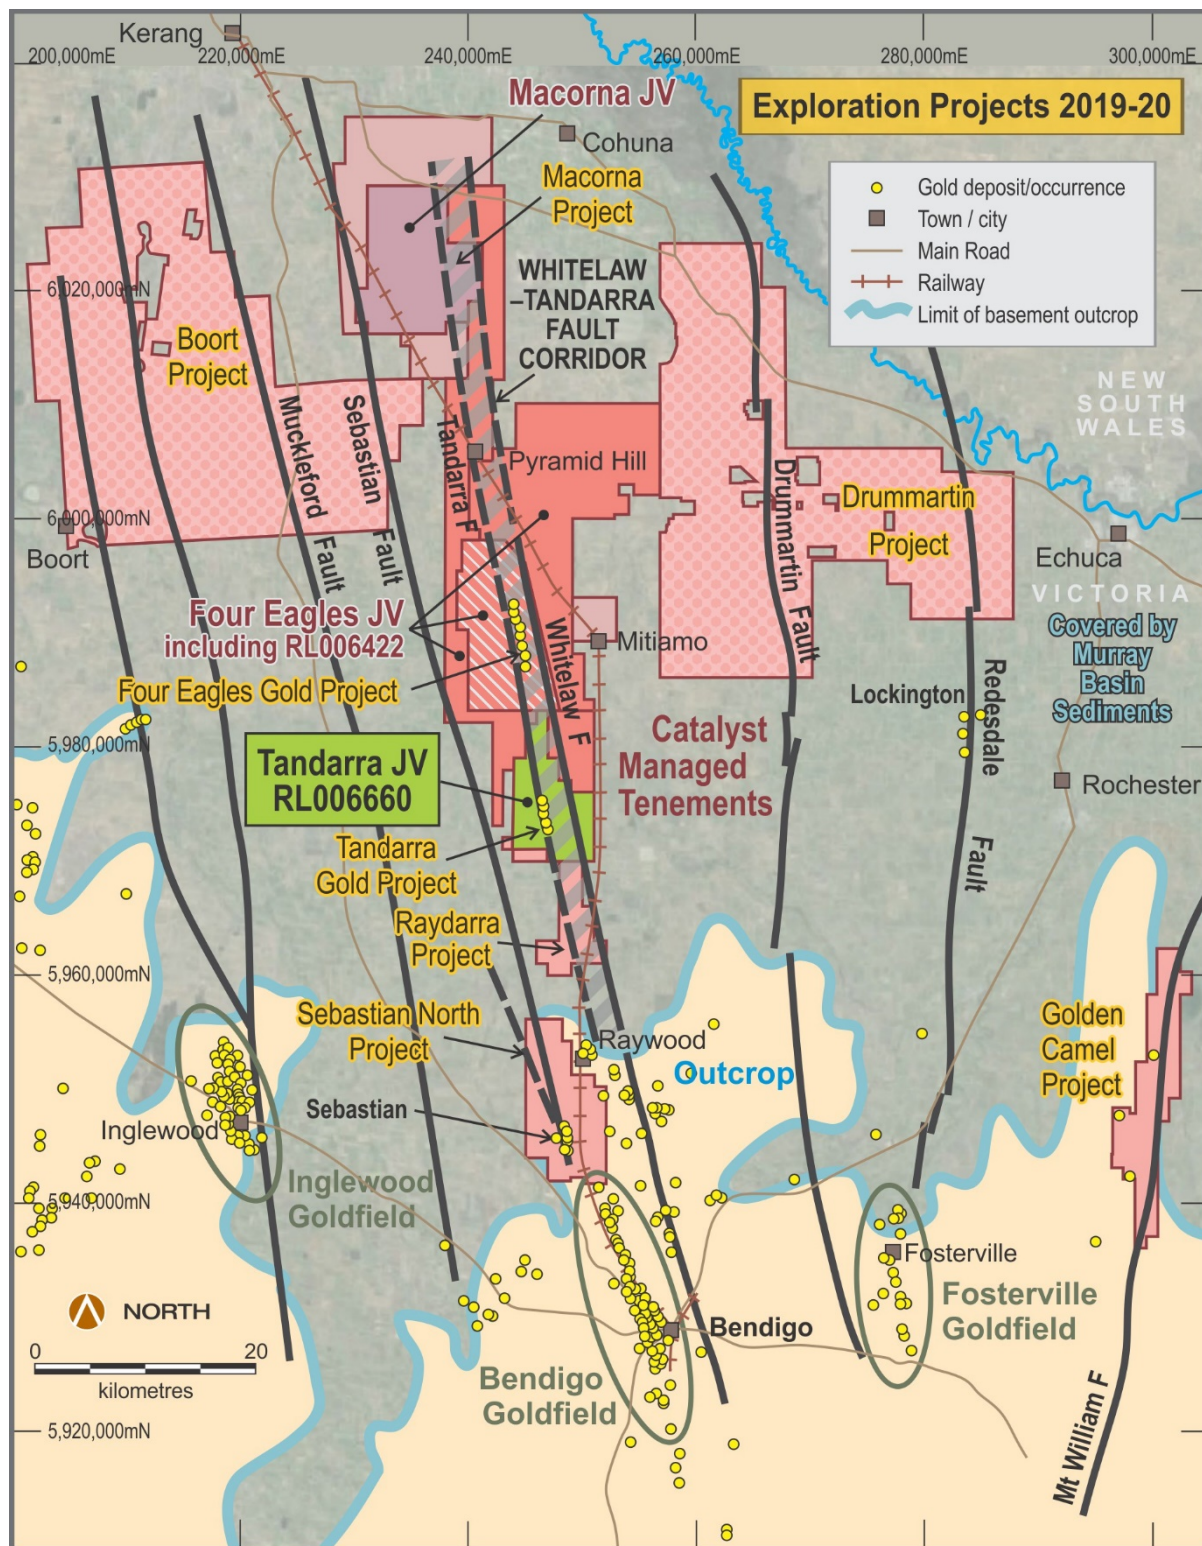 Kerang
200,000mE
220,000mE
240,000mE
260,000mE
280,000mE
300,000mE
Exploration Projects 2019-20
Gold deposit/occurrence
Town / city
Main Road
Railway
Limit of basement outcrop
Macorna JV
Cohuna
Macorna
Project
WHITELAW
–TANDARRA
FAULT
CORRIDOR
6,020,000mN
Boort
Project
NEW
SOUTH
WALES
Muckleford Fault
Sebastian Fault
Tandarra F
Pyramid Hill
Drummartin Fault
Drummartin
Project
6,000,000mN
Boort
Echuca
VICTORIA
Covered by
Murray
Basin
Sediments
Four Eagles JV
including RL006422
Mitiamo
Whitelaw F
Four Eagles Gold Project
Lockington
Redesdale Fault
Catalyst
Managed
Tenements
5,980,000mN
Rochester
Tandarra JV
RL006660
Tandarra
Gold Project
Raydarra
Project
5,960,000mN
Sebastian North
Project
Raywood
Outcrop
Golden
Camel
Project
Sebastian
Inglewood
Inglewood
Goldfield
5,940,000mN
Fosterville
Fosterville
Goldfield
NORTH
0
20
kilometres
Bendigo
Bendigo
Goldfield
5,920,000mN
Mt William F